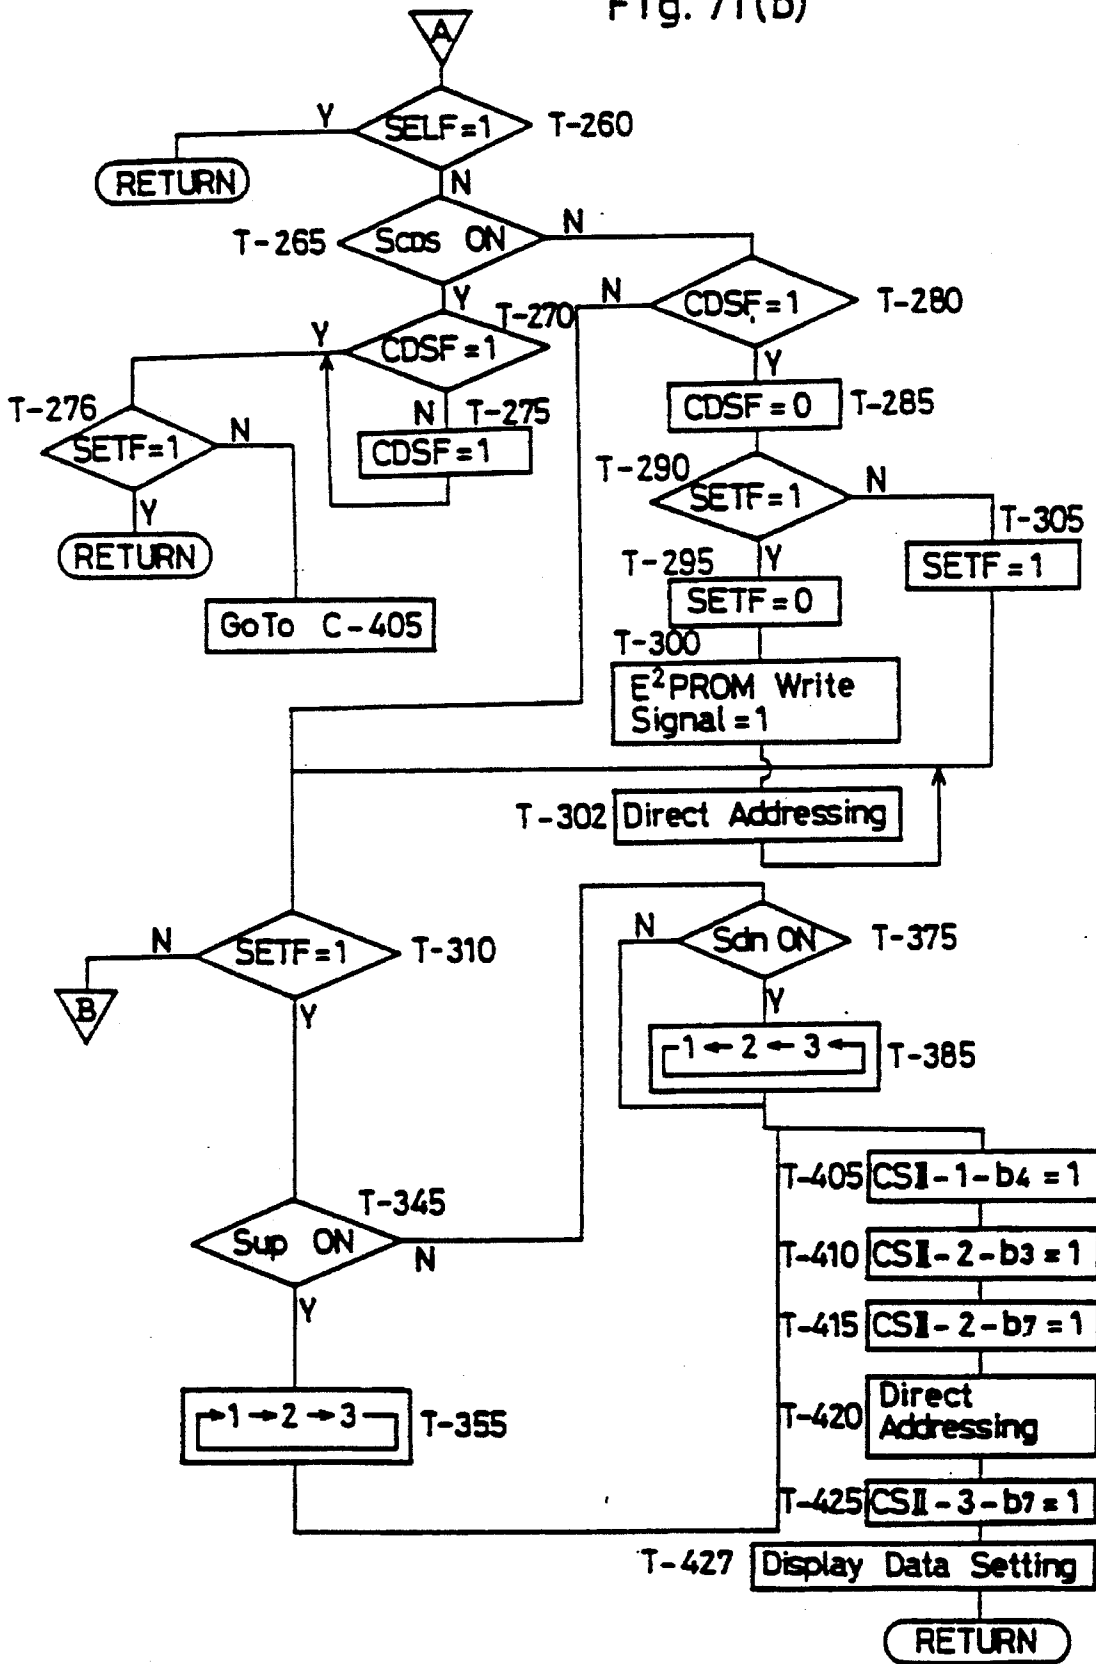 Fig. 71(b)
A
SELF=1
Y
T-260
RETURN
N
T-265
SCDS ON
N
Y
CDSF=1
T-270
Y
N
CDSF=1
T-280
N
Y
T-275
CDSF=1
CDSF=0
T-285
T-276
SETF=1
N
Y
RETURN
GoTo C-405
T-290
SETF=1
N
Y
T-305
SETF=1
T-295
SETF=0
T-300
E²PROM Write
Signal=1
T-302
Direct Addressing
SETF=1
T-310
N
B
Y
Sdn ON
T-375
N
Y
1←2←3←
T-385
T-345
Sup ON
N
Y
→1→2→3
T-355
T-405
CSII-1-b4=1
T-410
CSII-2-b3=1
T-415
CSII-2-b7=1
T-420
Direct
Addressing
T-425
CSII-3-b7=1
T-427
Display Data Setting
RETURN